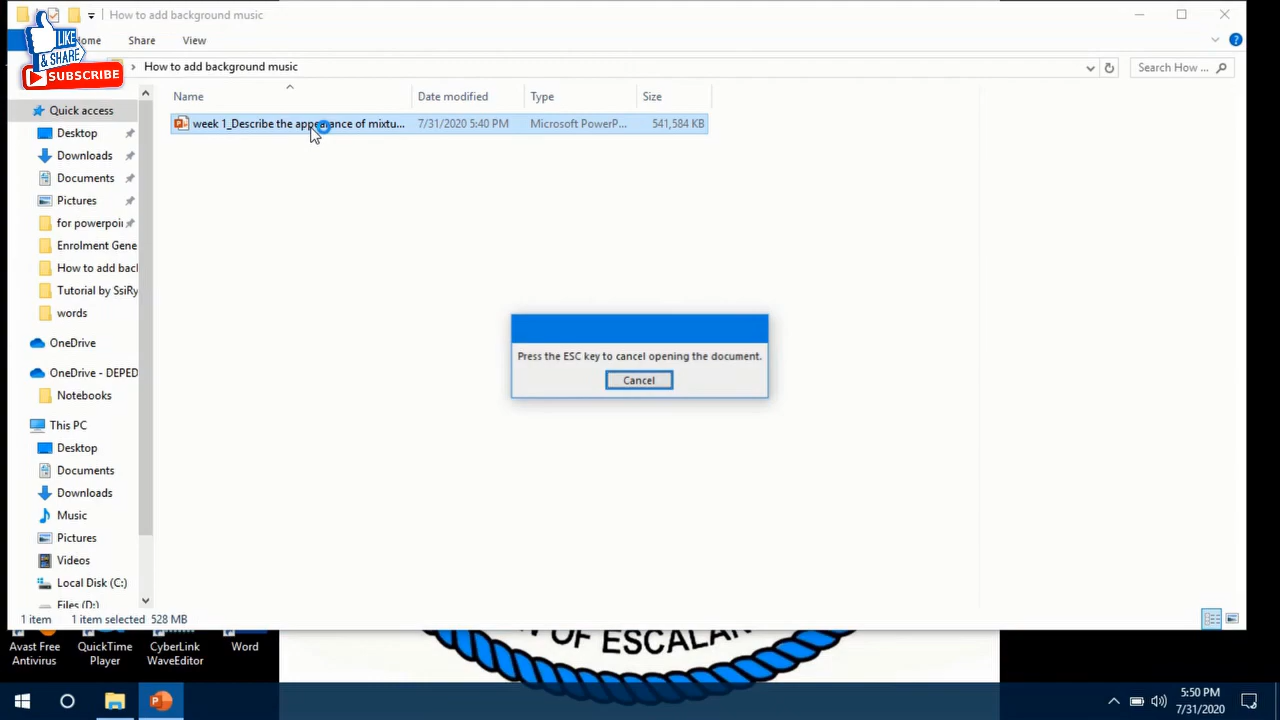 How to add background music
LIKE
& SHARE
SUBSCRIBE
Share
View
How to add background music
Search How ...
Name
Date modified
Type
Size
week 1_Describe the appearance of mixtu...
7/31/2020 5:40 PM
Microsoft PowerP...
541,584 KB
Quick access
Desktop
Downloads
Documents
Pictures
for powerpoi
Enrolment Gene
How to add bacl
Tutorial by SsiRy
words
OneDrive
OneDrive - DEPED
Notebooks
This PC
Desktop
Documents
Downloads
Music
Pictures
Videos
Local Disk (C:)
Files (D:)
Press the ESC key to cancel opening the document.
Cancel
1 item
1 item selected 528 MB
Avast Free
Antivirus
QuickTime
Player
CyberLink
WaveEditor
Word
OF ESCALAN
5:50 PM
7/31/2020